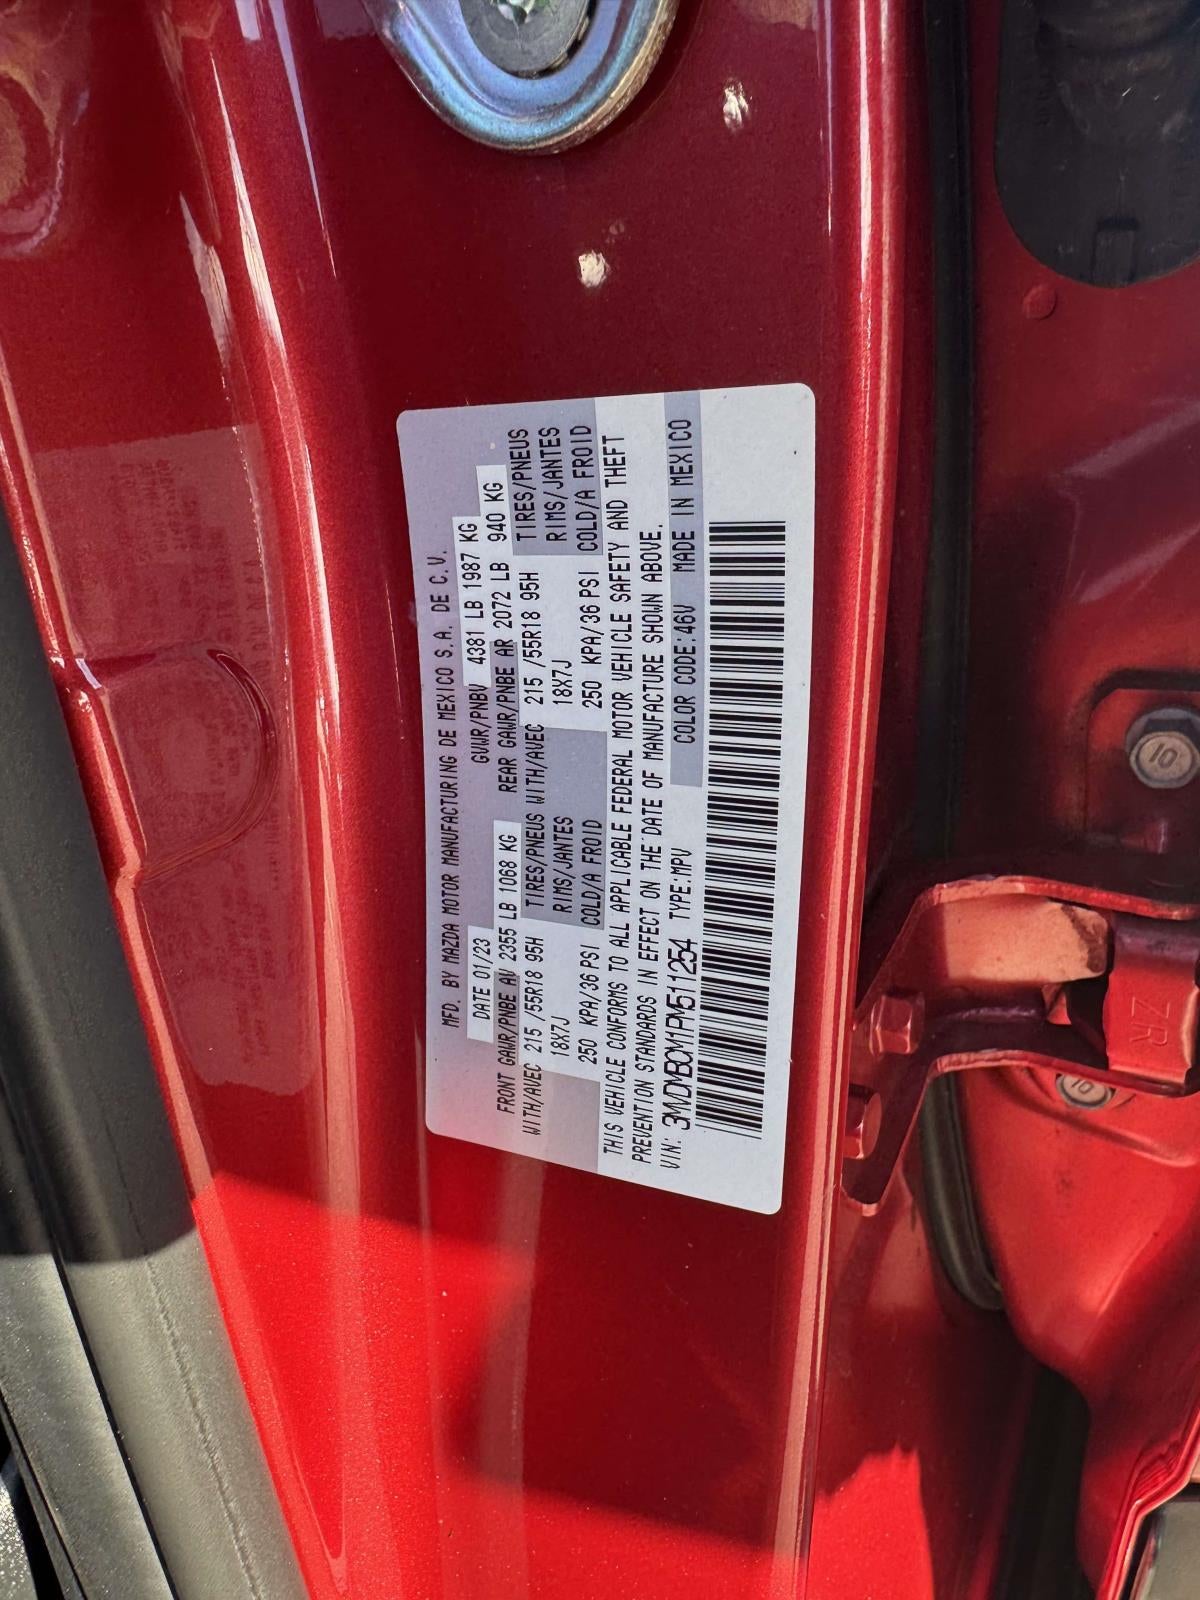 MFD. BY MAZDA MOTOR MANUFACTURING DE MEXICO S.A. DE C.V.
DATE 01/23 GVWR/PNBV 4381 LB 1987 KG
FRONT GAWR/PNBE AV 2355 LB 1068 KG REAR GAWR/PNBE AR 2072 LB 940 KG
WITH/AVEC 215 /55R18 95H TIRES/PNEUS WITH/AVEC 215 /55R18 95H TIRES/PNEUS
18X7J RIMS/JANTES 18X7J RIMS/JANTES
250 KPA/36 PSI COLD/A FROID 250 KPA/36 PSI COLD/A FROID
THIS VEHICLE CONFORMS TO ALL APPLICABLE FEDERAL MOTOR VEHICLE SAFETY AND THEFT
PREVENTION STANDARDS IN EFFECT ON THE DATE OF MANUFACTURE SHOWN ABOVE.
VIN: 3MVDMBCM1PM511254 TYPE:MPV COLOR CODE:46V MADE IN MEXICO
10
ZR
10